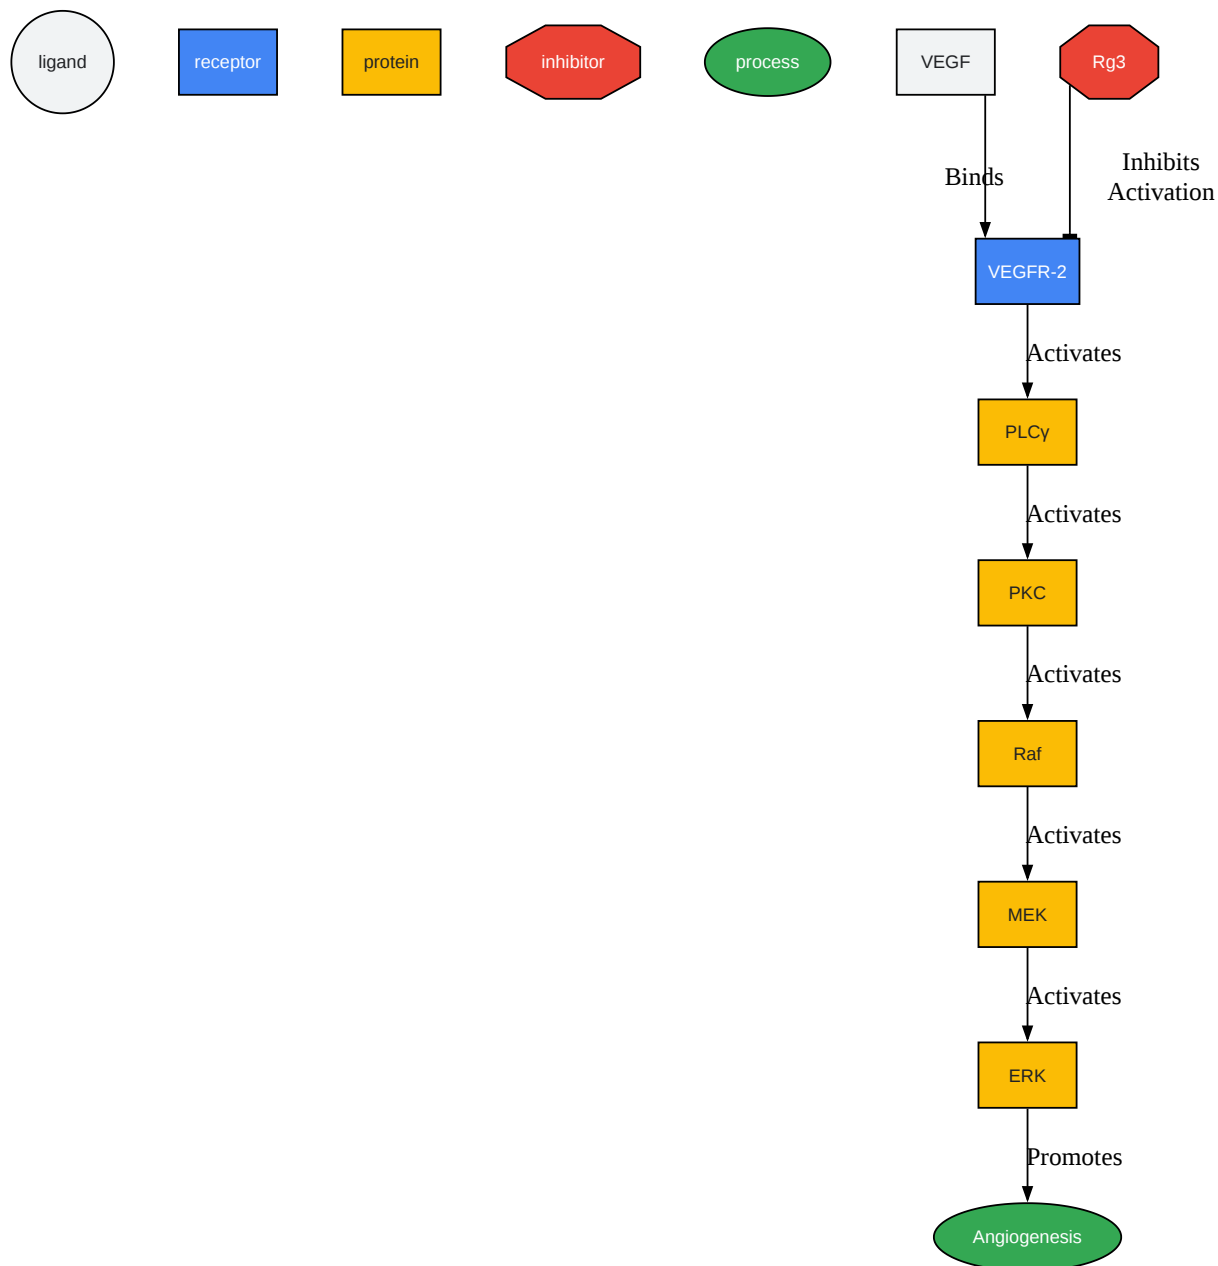 ligand
receptor
protein
inhibitor
process
VEGF
Rg3
Binds
Inhibits
Activation
VEGFR-2
Activates
PLCγ
Activates
PKC
Activates
Raf
Activates
MEK
Activates
ERK
Promotes
Angiogenesis